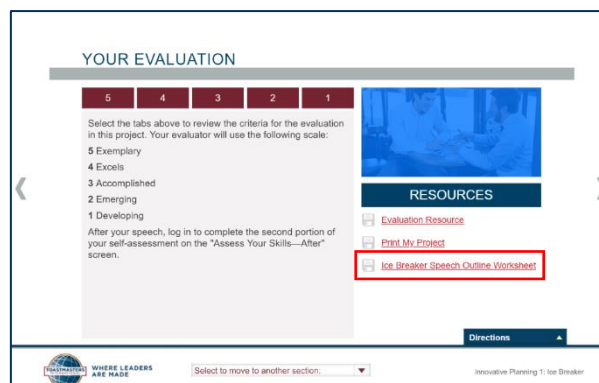 YOUR EVALUATION
5 4 3 2 1
Select the tabs above to review the criteria for the evaluation
in this project. Your evaluator will use the following scale:
5 Exemplary
4 Excels
3 Accomplished
2 Emerging
1 Developing
After your speech, log in to complete the second portion of
your self-assessment on the "Assess Your Skills—After"
screen.
RESOURCES
Evaluation Resource
Print My Project
Ice Breaker Speech Outline Worksheet
Directions
TOASTMASTERS
WHERE LEADERS
ARE MADE
Select to move to another section:
Innovative Planning 1: Ice Breaker